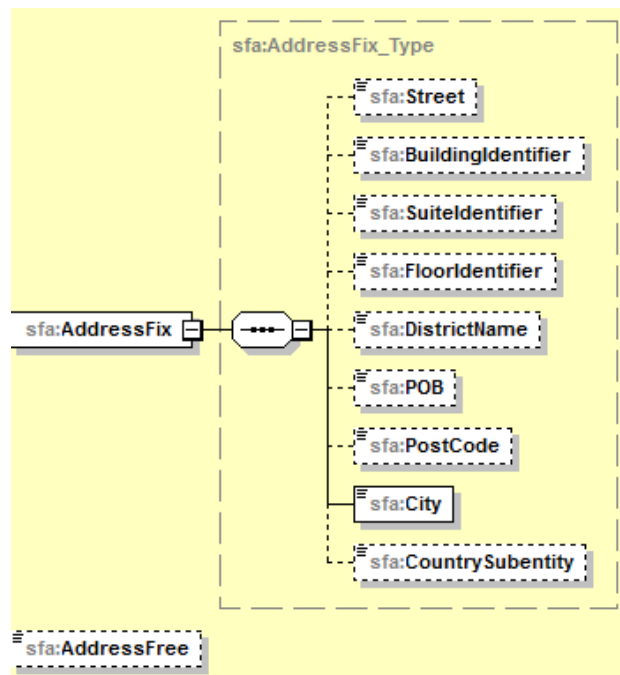 sfa:AddressFix_Type
sfa:Street
sfa:BuildingIdentifier
sfa:SuiteIdentifier
sfa:FloorIdentifier
sfa:AddressFix
sfa:DistrictName
sfa:POB
sfa:PostCode
sfa:City
sfa:CountrySubentity
sfa:AddressFree